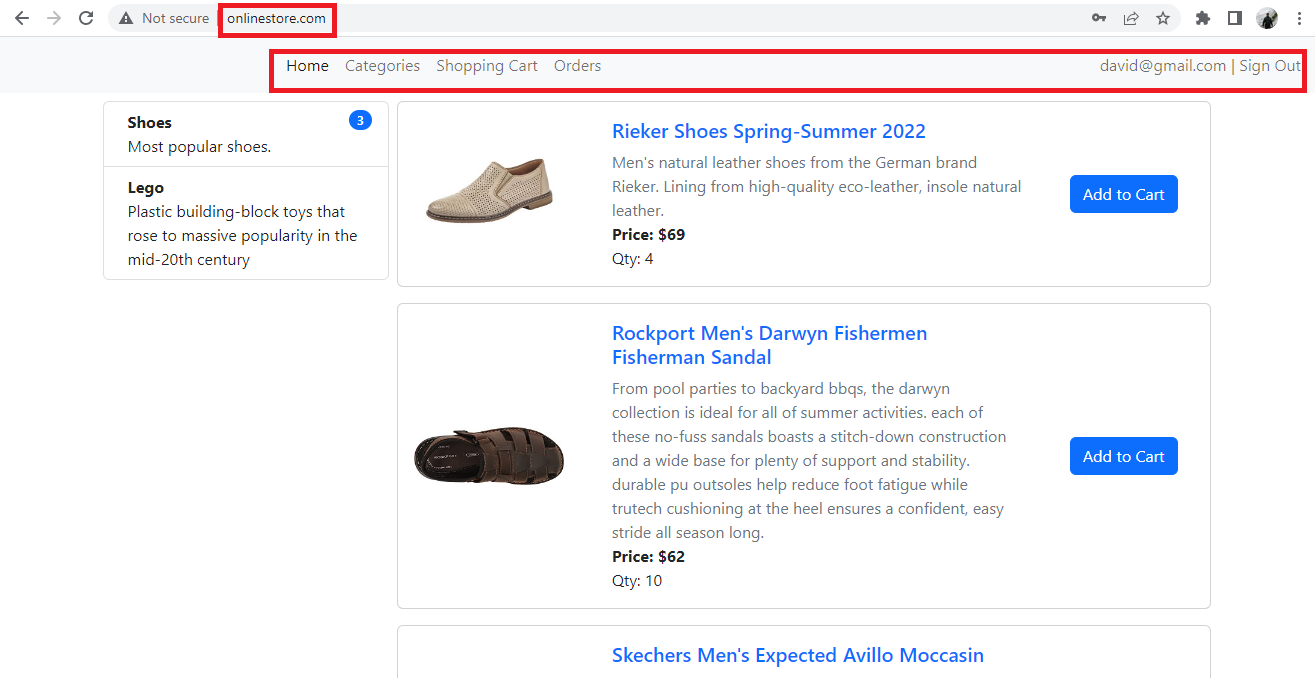 Not secure
onlinestore.com
Home
Categories
Shopping Cart
Orders
david@gmail.com | Sign Out
Shoes
3
Most popular shoes.
Lego
Plastic building-block toys that
rose to massive popularity in the
mid-20th century
Rieker Shoes Spring-Summer 2022
Men's natural leather shoes from the German brand
Rieker. Lining from high-quality eco-leather, insole natural
leather.
Price: $69
Qty: 4
Add to Cart
Rockport Men's Darwyn Fishermen
Fisherman Sandal
From pool parties to backyard bbqs, the darwyn
collection is ideal for all of summer activities. each of
these no-fuss sandals boasts a stitch-down construction
and a wide base for plenty of support and stability.
durable pu outsoles help reduce foot fatigue while
trutech cushioning at the heel ensures a confident, easy
stride all season long.
Price: $62
Qty: 10
Add to Cart
Skechers Men's Expected Avillo Moccasin